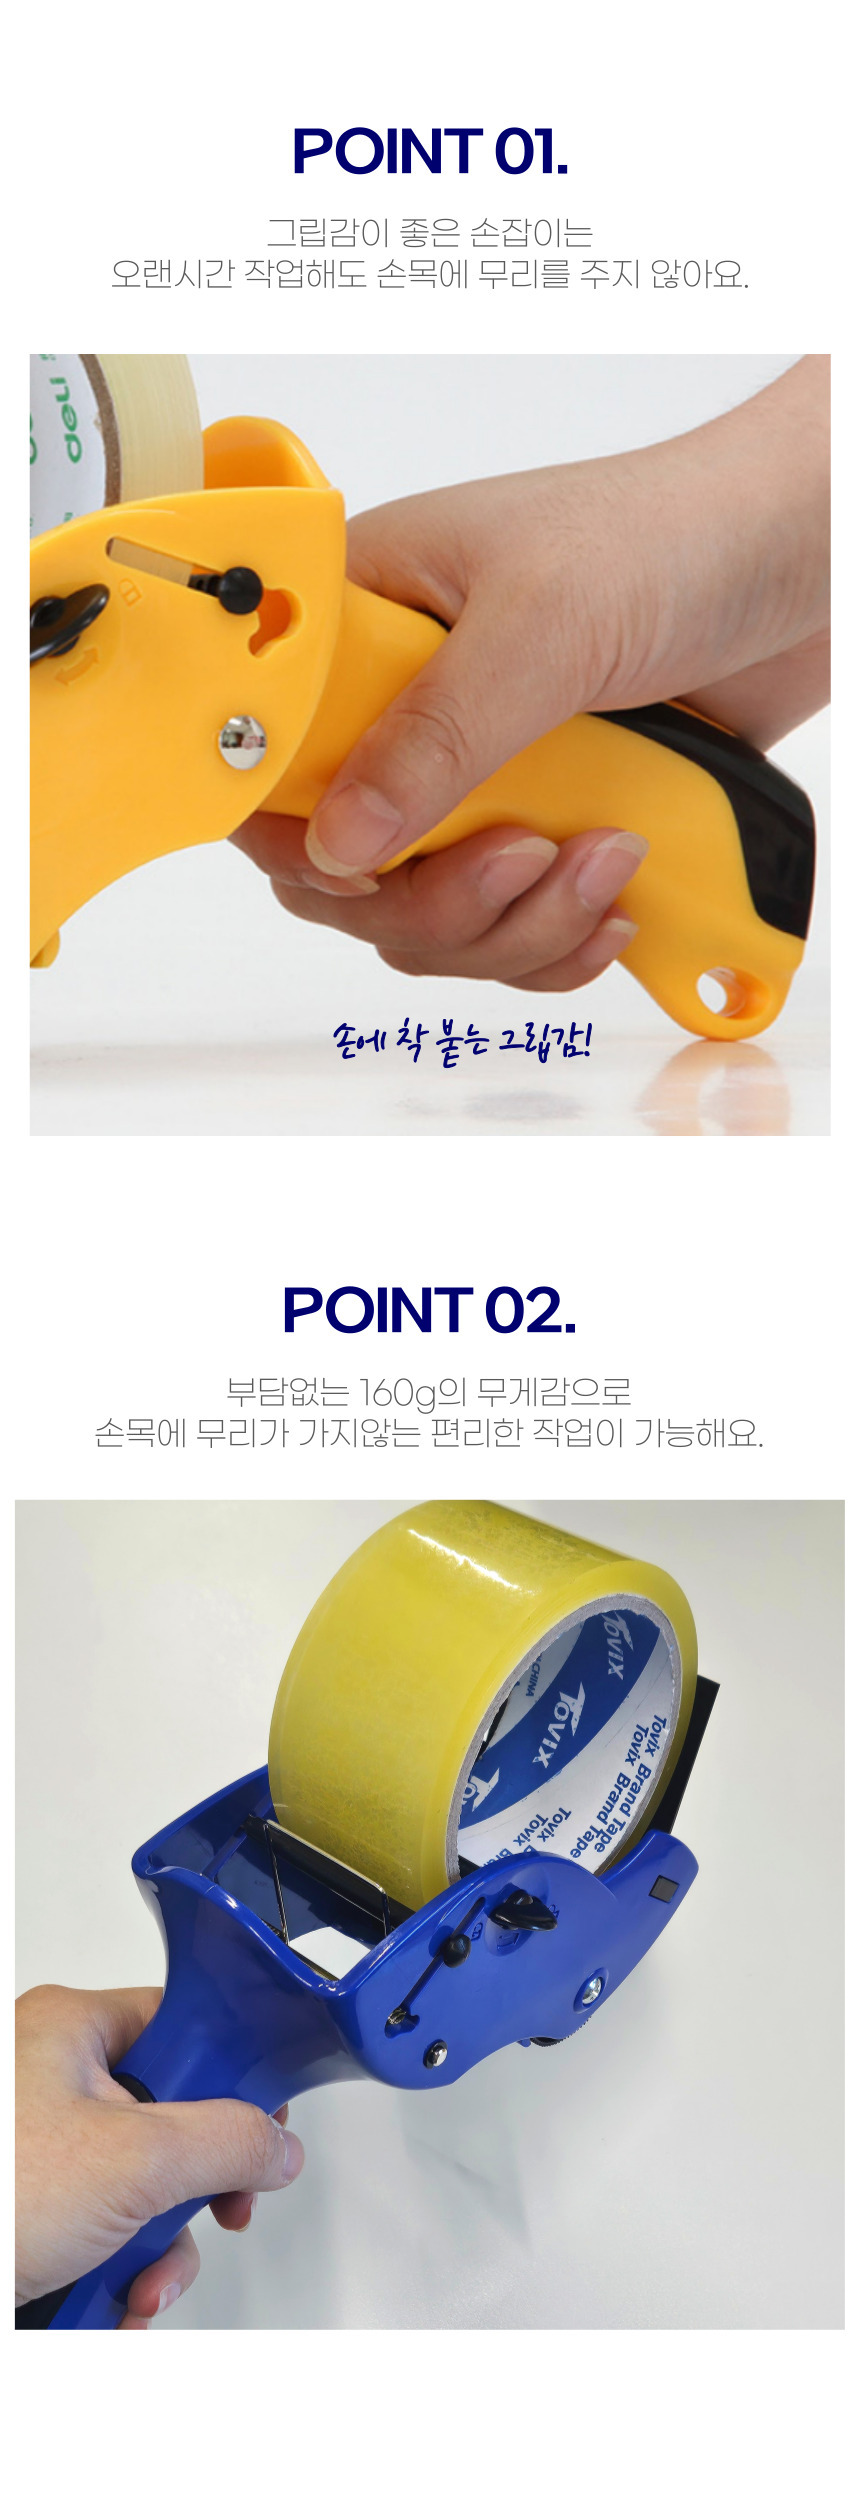 POINT 01.
그립감이 좋은 손잡이는
오랜시간 작업해도 손목에 무리를 주지 않아요.
deli
손에 착 붙는 그립감!
POINT 02.
부담없는 160g의 무게감으로
손목에 무리가 가지않는 편리한 작업이 가능해요.
TOVIX
CHINA
TOVIX
Tovix Brand Tape
Tovix Brand Tape
Tovix
Tovix